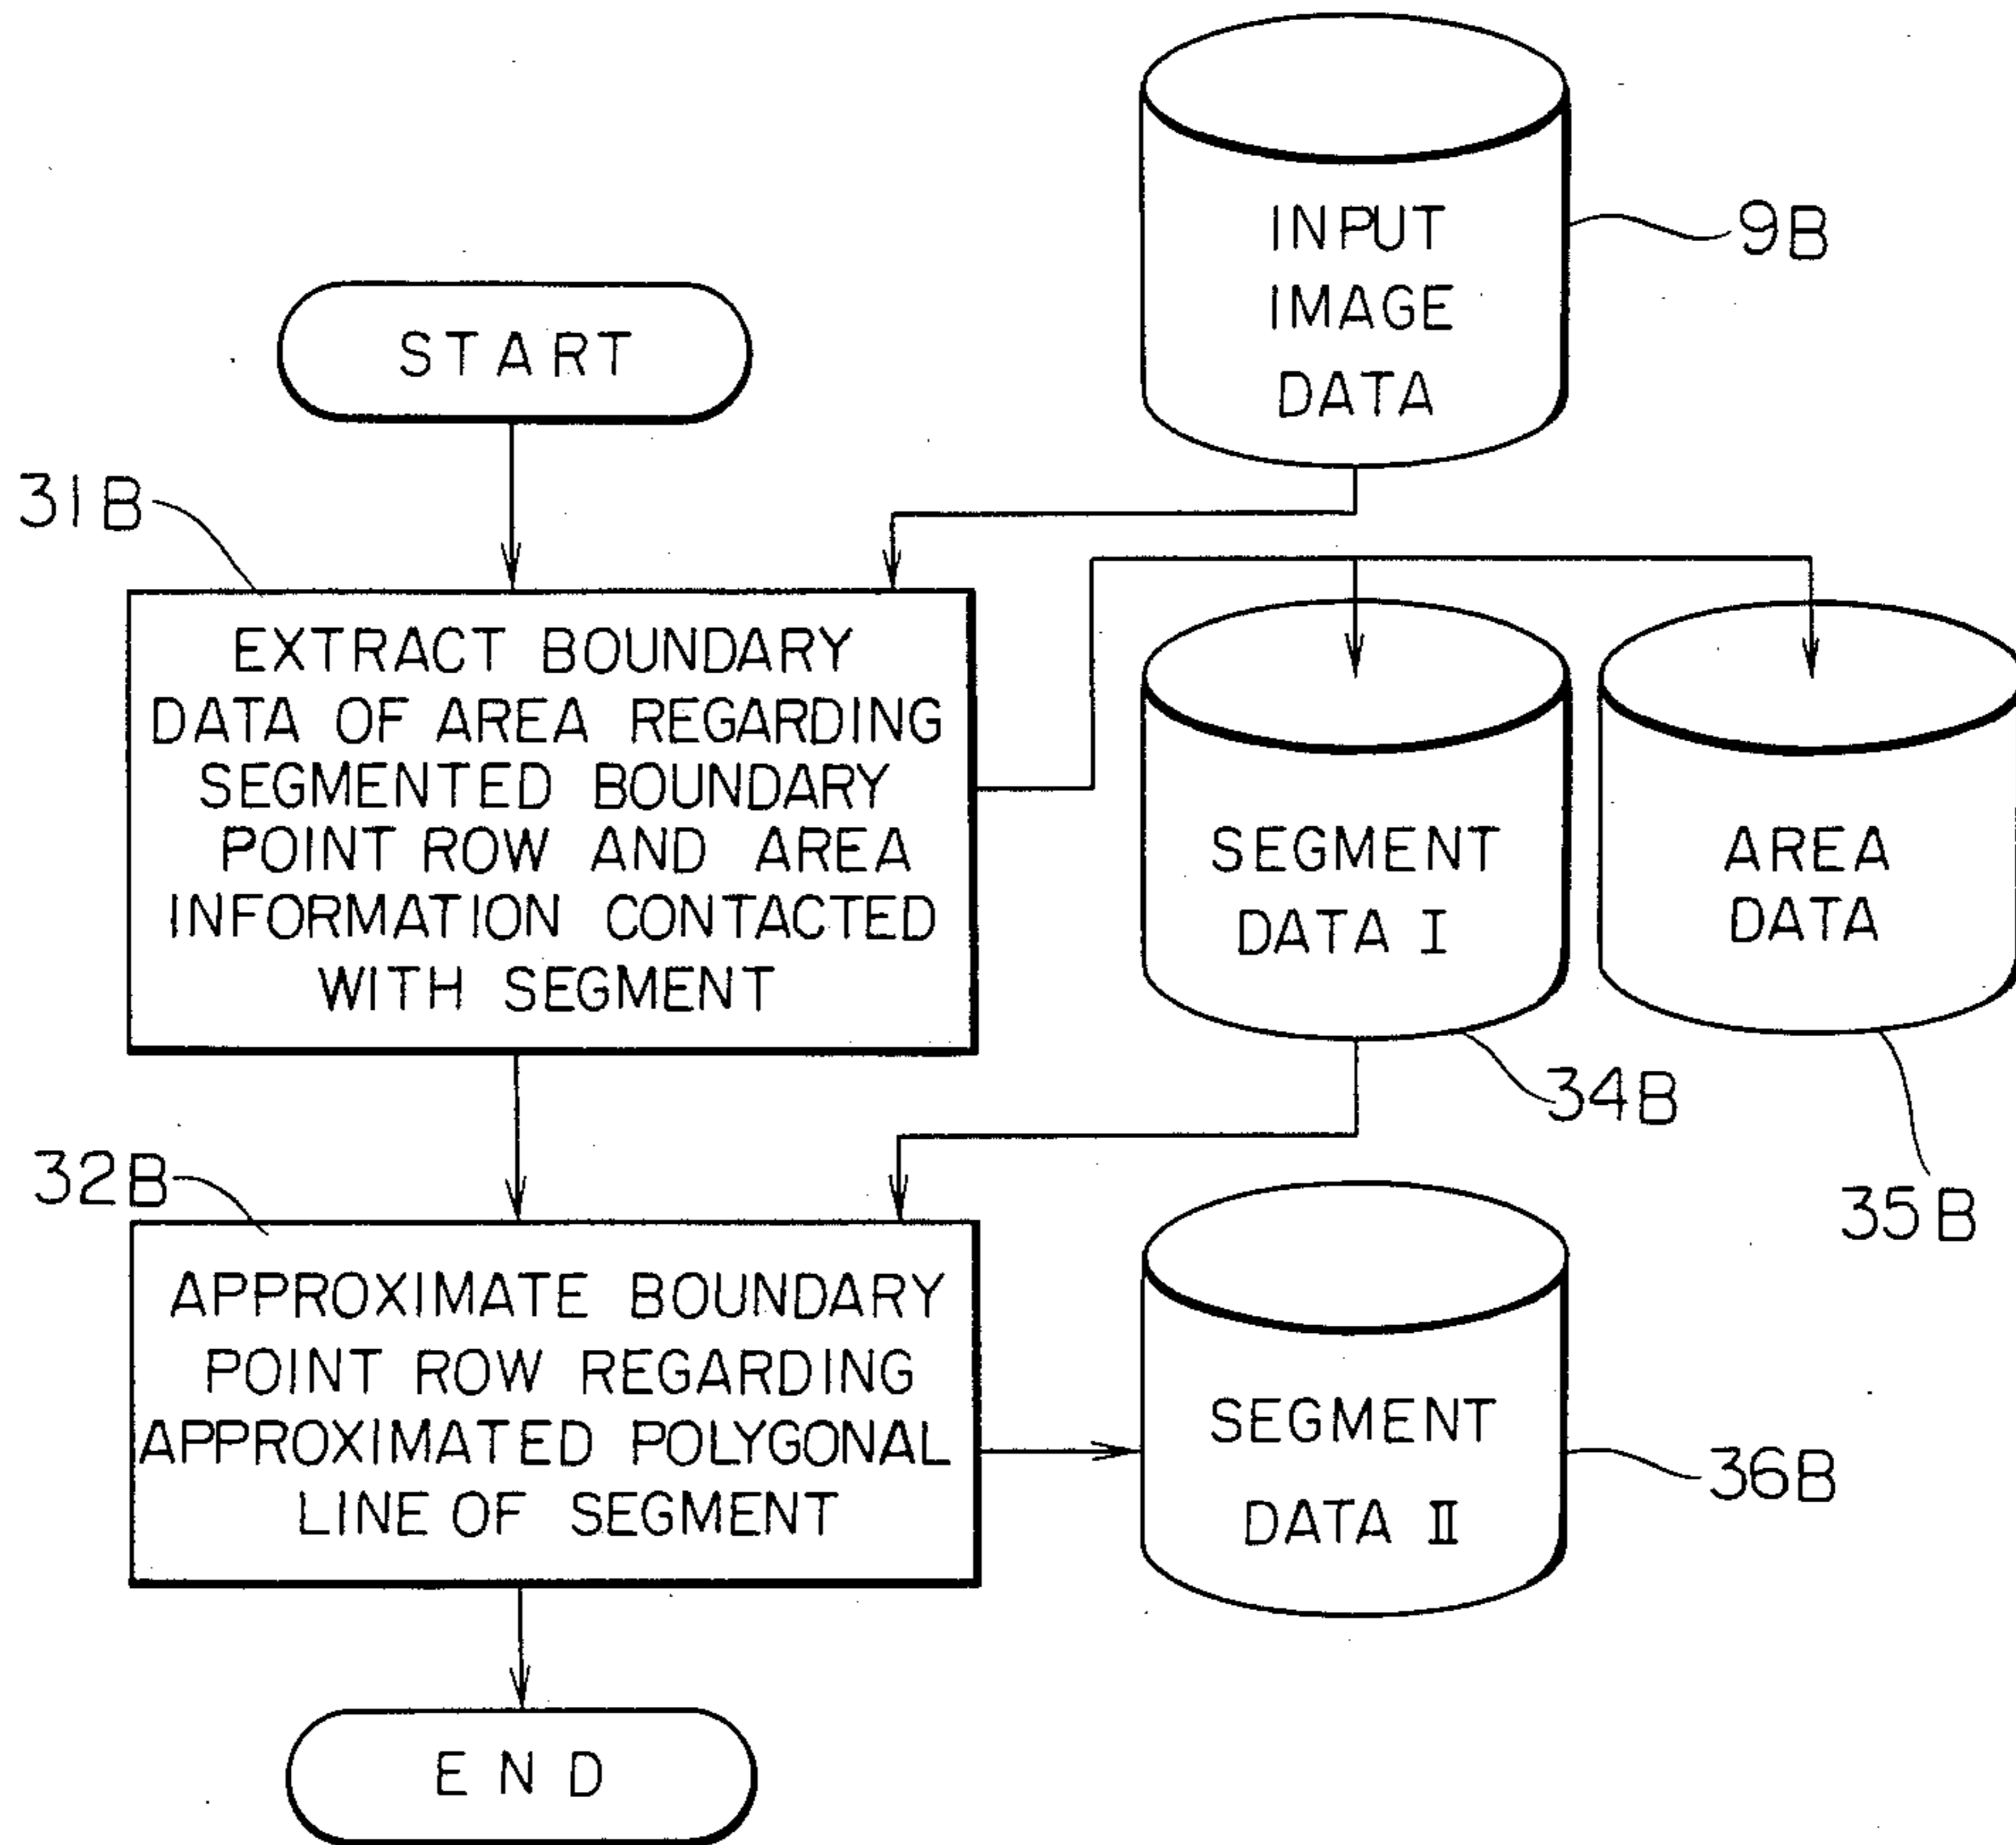 INPUT
IMAGE
DATA
9B
START
31B
EXTRACT BOUNDARY
DATA OF AREA REGARDING
SEGMENTED BOUNDARY
POINT ROW AND AREA
INFORMATION CONTACTED
WITH SEGMENT
SEGMENT
DATA I
34B
AREA
DATA
35B
32B
APPROXIMATE BOUNDARY
POINT ROW REGARDING
APPROXIMATED POLYGONAL
LINE OF SEGMENT
SEGMENT
DATA II
36B
END